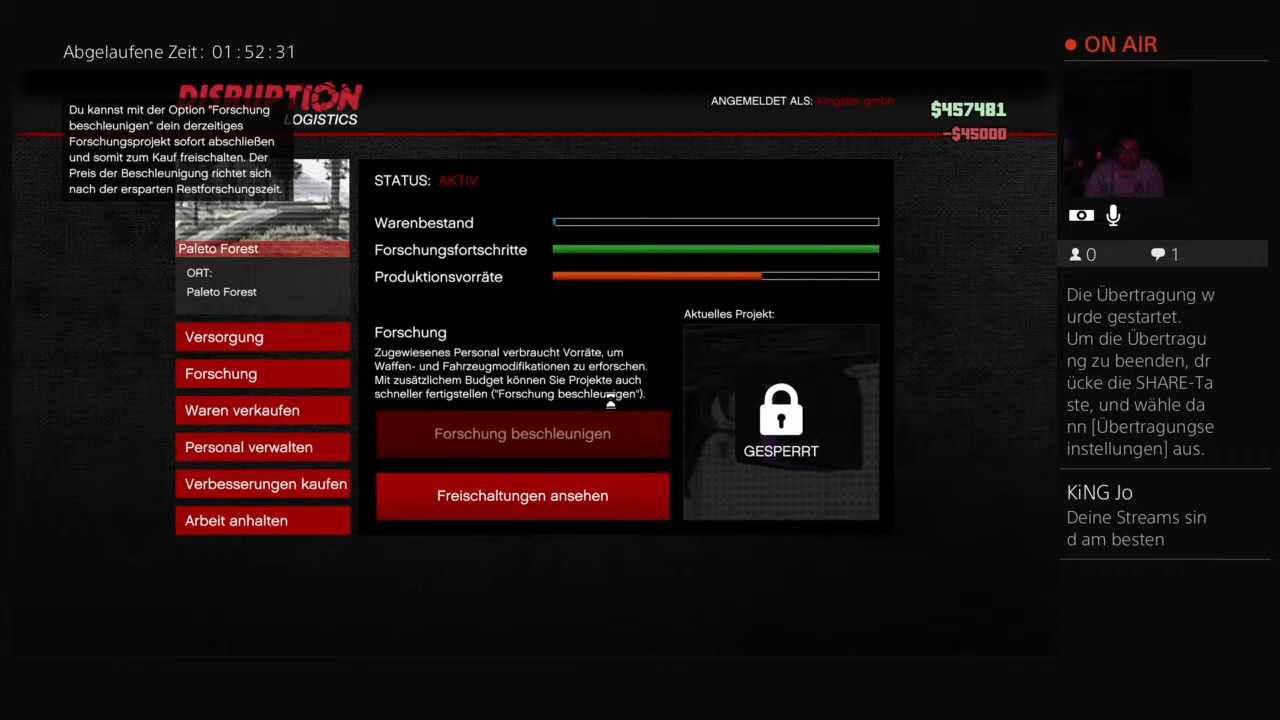 Abgelaufene Zeit: 01:52:31
ON AIR
DISRUPTION
LOGISTICS
Du kannst mit der Option "Forschung
beschleunigen" dein derzeitiges
Forschungsprojekt sofort abschließen
und somit zum Kauf freischalten. Der
Preis der Beschleunigung richtet sich
nach der ersparten Restforschungszeit.
ANGEMELDET ALS: Kingstar gmbh
$457481
-$45000
Paleto Forest
ORT:
Paleto Forest
Versorgung
Forschung
Waren verkaufen
Personal verwalten
Verbesserungen kaufen
Arbeit anhalten
STATUS: AKTIV
Warenbestand
Forschungsfortschritte
Produktionsvorräte
Forschung
Zugewiesenes Personal verbraucht Vorräte, um
Waffen- und Fahrzeugmodifikationen zu erforschen.
Mit zusätzlichem Budget können Sie Projekte auch
schneller fertigstellen ("Forschung beschleunigen").
Forschung beschleunigen
Freischaltungen ansehen
Aktuelles Projekt:
GESPERRT
0
1
Die Übertragung w
urde gestartet.
Um die Übertragu
ng zu beenden, dr
ücke die SHARE-Ta
ste, und wähle da
nn [Übertragungse
instellungen] aus.
KiNG Jo
Deine Streams sin
d am besten